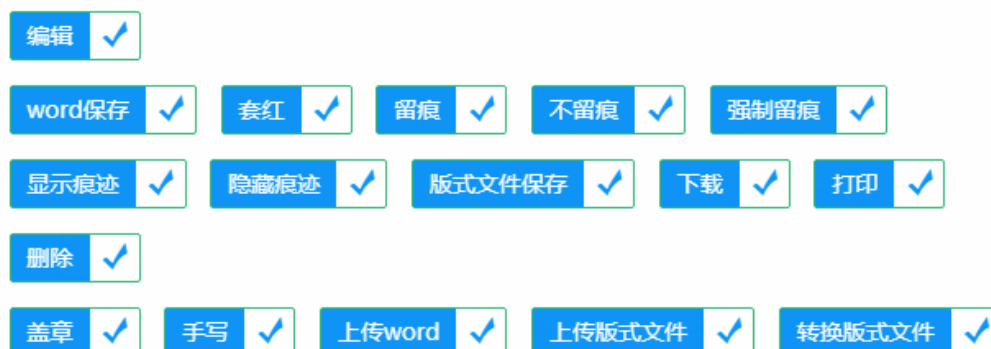 编辑
word保存 套红 留痕 不留痕 强制留痕
显示痕迹 隐藏痕迹 版式文件保存 下载 打印
删除
盖章 手写 上传word 上传版式文件 转换版式文件